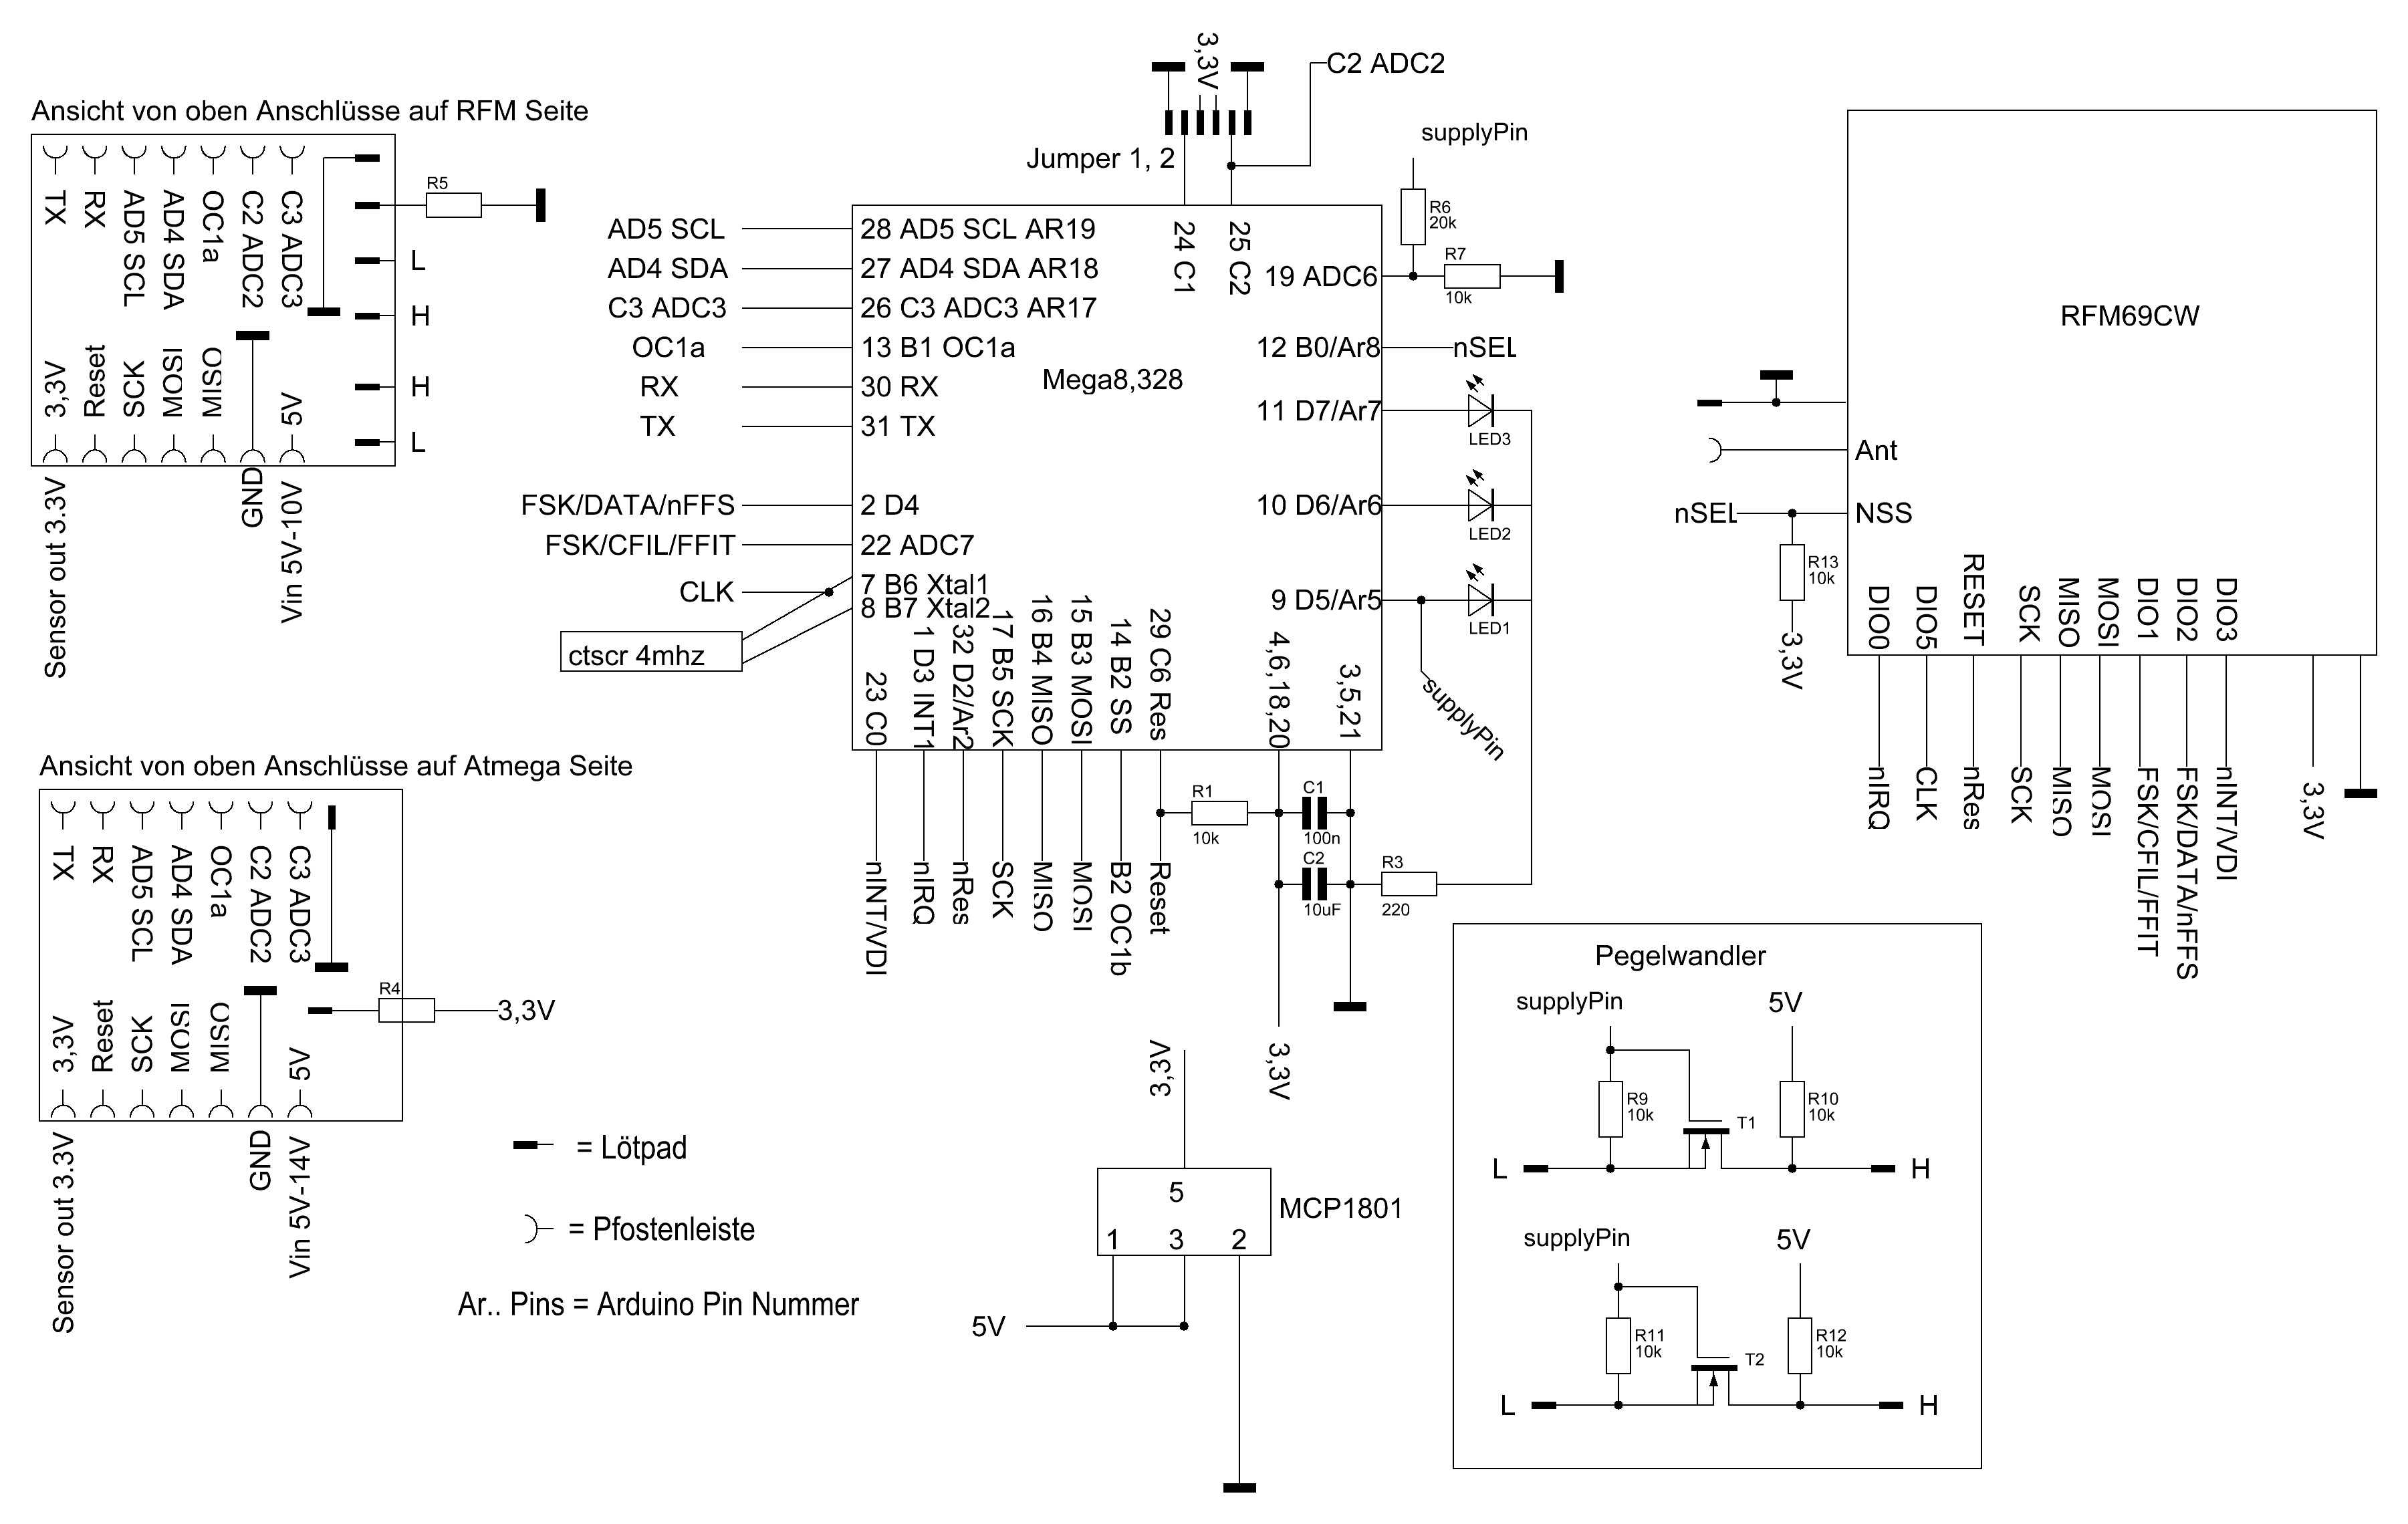 Ansicht von oben Anschlüsse auf RFM Seite
TX
RX
AD5 SCL
AD4 SDA
OC1a
C2 ADC2
C3 ADC3
3,3V
Reset
SCK
MOSI
MISO
5V
GND
Sensor out 3.3V
Vin 5V-10V
R5
L
H
H
L
Ansicht von oben Anschlüsse auf Atmega Seite
TX
RX
AD5 SCL
AD4 SDA
OC1a
C2 ADC2
C3 ADC3
3,3V
Reset
SCK
MOSI
MISO
5V
R4
3,3V
GND
Sensor out 3.3V
Vin 5V-14V
= Lötpad
= Pfostenleiste
Ar.. Pins = Arduino Pin Nummer
3,3V
C2 ADC2
Jumper 1, 2
supplyPin
R6
20k
R7
10k
AD5 SCL
AD4 SDA
C3 ADC3
OC1a
RX
TX
FSK/DATA/nFFS
FSK/CFIL/FFIT
CLK
ctscr 4mhz
28 AD5 SCL AR19
27 AD4 SDA AR18
26 C3 ADC3 AR17
13 B1 OC1a
30 RX
31 TX
2 D4
22 ADC7
7 B6 Xtal1
8 B7 Xtal2
24 C1
25 C2
Mega8,328
19 ADC6
12 B0/Ar8
nSEL
11 D7/Ar7
LED3
10 D6/Ar6
LED2
9 D5/Ar5
LED1
supplyPin
23 C0
1 D3 INT1
32 D2/Ar2
17 B5 SCK
16 B4 MISO
15 B3 MOSI
14 B2 SS
29 C6 Res
4,6,18,20
3,5,21
nINT/VDI
nIRQ
nRes
SCK
MISO
MOSI
B2 OC1b
Reset
R1
10k
C1
100n
C2
10uF
R3
220
3,3V
3,3V
5
1 3 2
MCP1801
5V
RFM69CW
Ant
nSEL
NSS
R13
10k
3,3V
DIO0
DIO5
RESET
SCK
MISO
MOSI
DIO1
DIO2
DIO3
nIRQ
CLK
nRes
SCK
MISO
MOSI
FSK/CFIL/FFIT
FSK/DATA/nFFS
nINT/VDI
3,3V
Pegelwandler
supplyPin
5V
R9
10k
R10
10k
T1
L
H
supplyPin
5V
R11
10k
R12
10k
T2
L
H